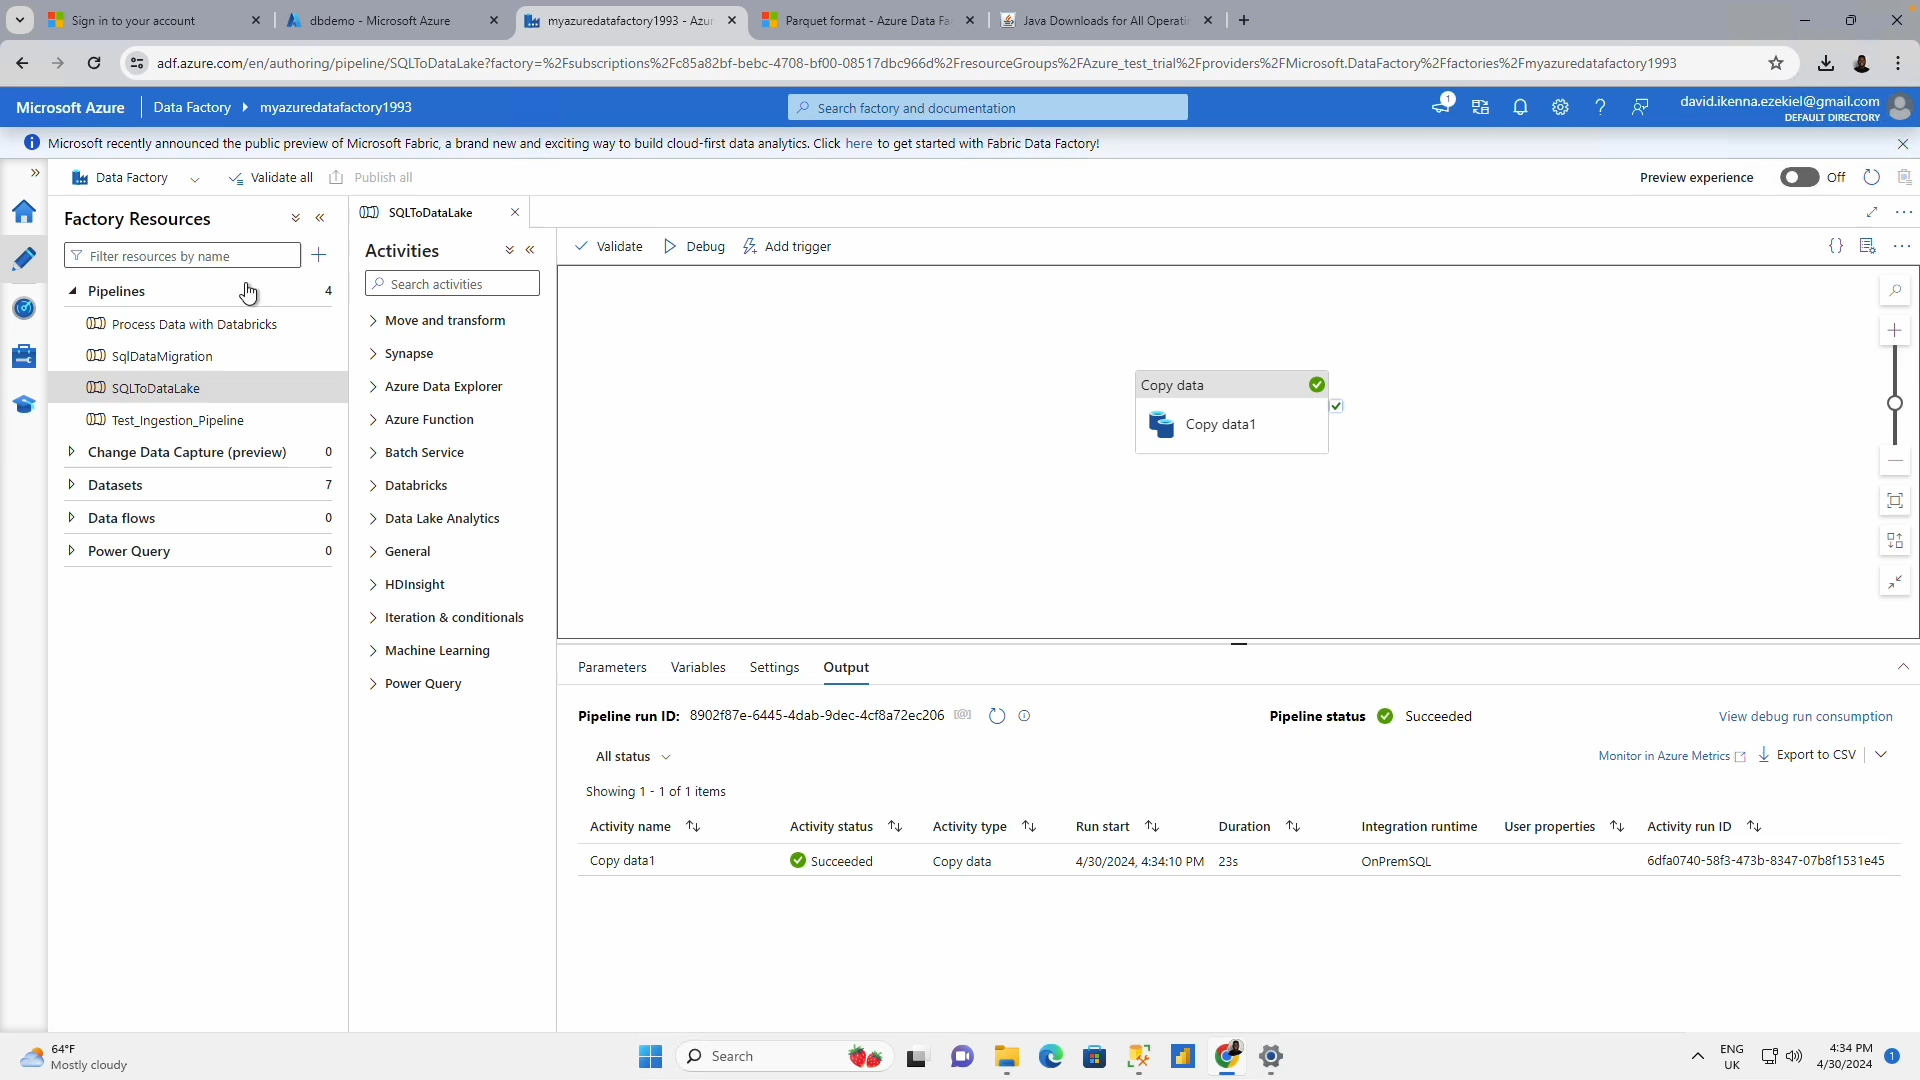 Sign in to your account
dbdemo - Microsoft Azure
myazuredatafactory1993 - Azur
Parquet format - Azure Data Fa
Java Downloads for All Operatin
adf.azure.com/en/authoring/pipeline/SQLToDataLake?factory=%2Fsubscriptions%2Fc85a82bf-bebc-4708-bf00-08517dbc966d%2FresourceGroups%2FAzure_test_trial%2Fproviders%2FMicrosoft.DataFactory%2Ffactories%2Fmyazuredatafactory1993
Microsoft Azure
Data Factory
myazuredatafactory1993
Search factory and documentation
1
david.ikenna.ezekiel@gmail.com
DEFAULT DIRECTORY
Microsoft recently announced the public preview of Microsoft Fabric, a brand new and exciting way to build cloud-first data analytics. Click here to get started with Fabric Data Factory!
Data Factory
Validate all
Publish all
Preview experience
Off
Factory Resources
Filter resources by name
Pipelines 4
Process Data with Databricks
SqlDataMigration
SQLToDataLake
Test_Ingestion_Pipeline
Change Data Capture (preview) 0
Datasets 7
Data flows 0
Power Query 0
SQLToDataLake
Activities
Search activities
Move and transform
Synapse
Azure Data Explorer
Azure Function
Batch Service
Databricks
Data Lake Analytics
General
HDInsight
Iteration & conditionals
Machine Learning
Power Query
Validate
Debug
Add trigger
Copy data
Copy data1
Parameters Variables Settings Output
Pipeline run ID: 8902f87e-6445-4dab-9dec-4cf8a72ec206
Pipeline status Succeeded
View debug run consumption
All status
Monitor in Azure Metrics
Export to CSV
Showing 1 - 1 of 1 items
Activity name Activity status Activity type Run start Duration Integration runtime User properties Activity run ID
Copy data1 Succeeded Copy data 4/30/2024, 4:34:10 PM 23s OnPremSQL 6dfa0740-58f3-473b-8347-07b8f1531e45
64°F
Mostly cloudy
Search
ENG
UK
4:34 PM
4/30/2024
1